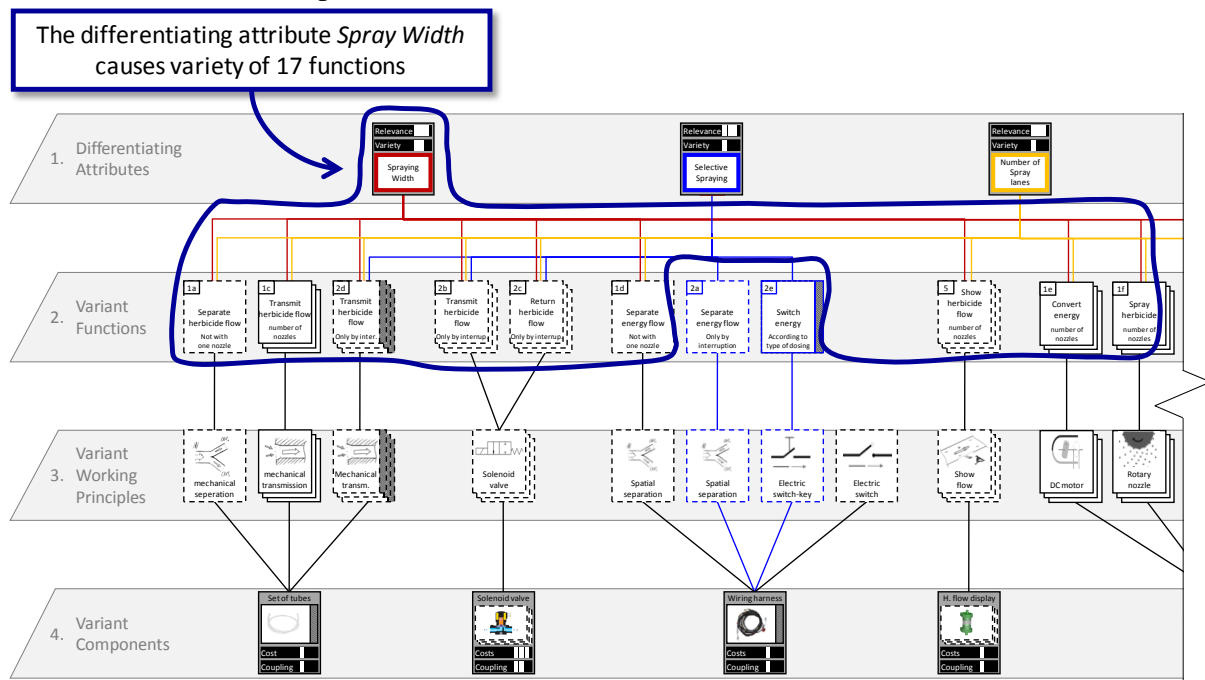 The differentiating attribute Spray Width
causes variety of 17 functions
1. Differentiating
Attributes
Relevance
Variety
Spraying
Width
Relevance
Variety
Selective
Spraying
Relevance
Variety
Number of
Spray
lanes
2. Variant
Functions
1a
Separate
herbicide flow
Not with
one nozzle
1c
Transmit
herbicide flow
number of
nozzles
2d
Transmit
herbicide
flow
Only by inter.
2b
Transmit
herbicide
flow
Only by interrup
2c
Return
herbicide
flow
Only by interrup
1d
Separate
energy flow
Not with
one nozzle
2a
Separate
energy flow
Only by
interruption
2e
Switch
energy
According to
type of dosing
5
Show
herbicide
flow
number of
nozzles
1e
Convert
energy
number of
nozzles
1f
Spray
herbicide
number of
nozzles
3. Variant
Working
Principles
mechanical
seperation
mechanical
transmission
Mechanical
transm.
Solenoid
valve
Spatial
separation
Spatial
separation
Electric
switch-key
Electric
switch
Show
flow
DC motor
Rotary
nozzle
4. Variant
Components
Set of tubes
Cost
Coupling
Solenoid valve
Costs
Coupling
Wiring harness
Costs
Coupling
H. flow display
Costs
Coupling